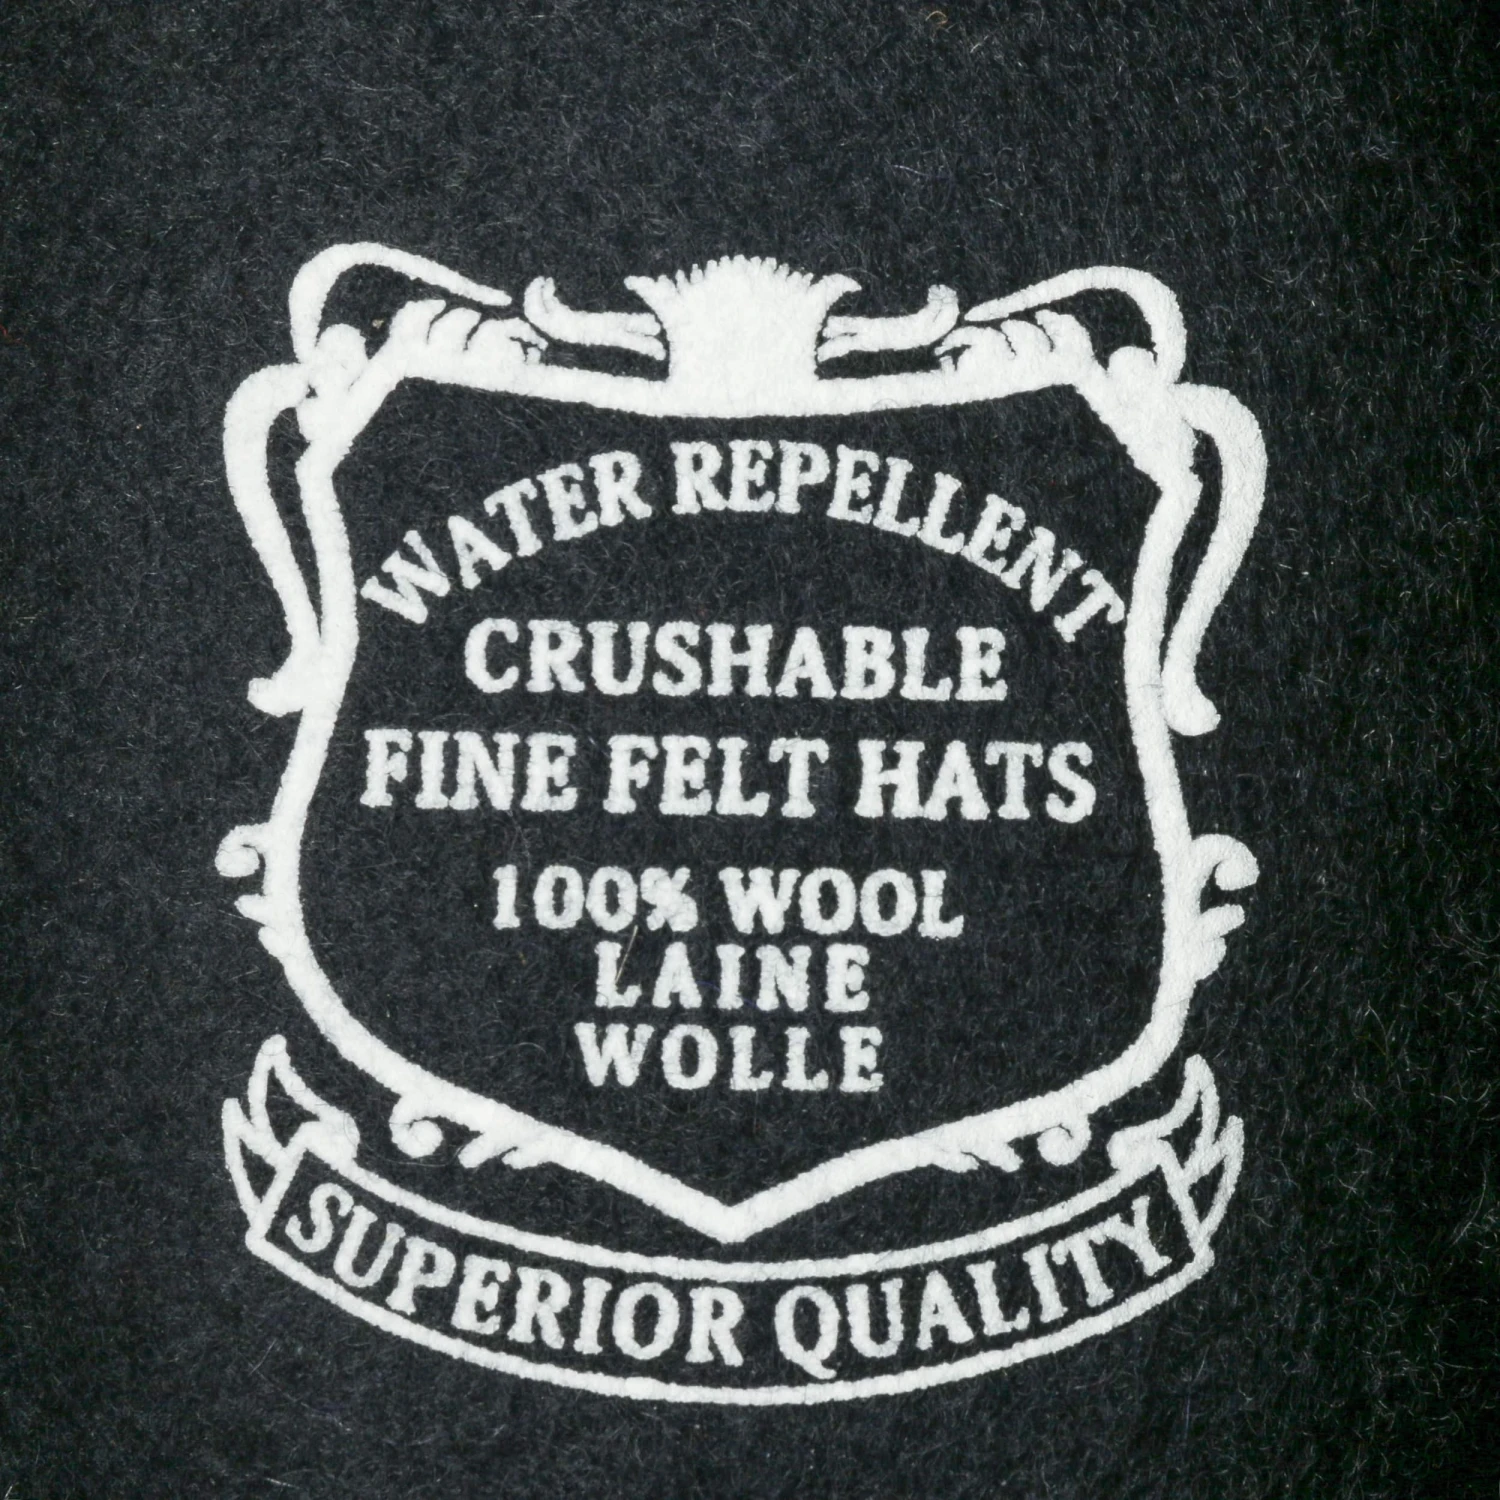 WATER REPELLENT
CRUSHABLE
FINE FELT HATS
100% WOOL
LAINE
WOLLE
SUPERIOR QUALITY